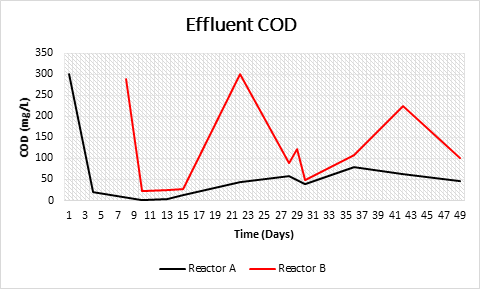 Effluent COD
350
300
250
200
150
100
50
0
COD (mg/L)
1 3 5 7 9 11 13 15 17 19 21 23 25 27 29 31 33 35 37 39 41 43 45 47 49
Time (Days)
Reactor A Reactor B